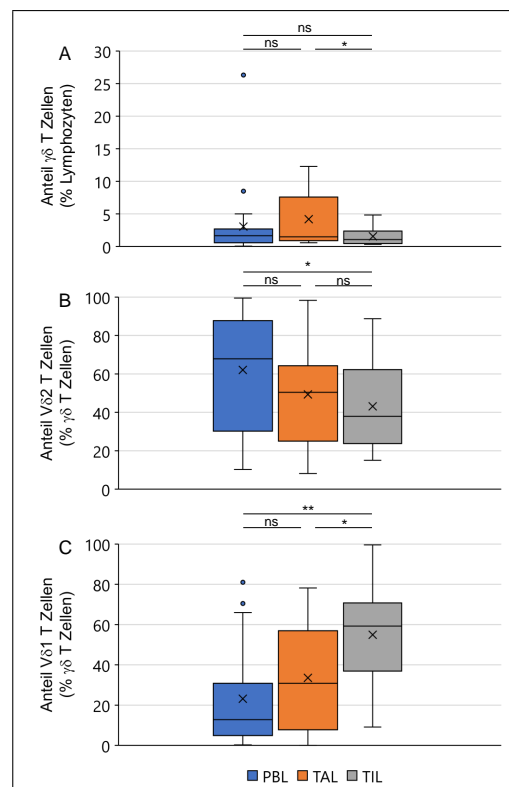 ns
ns
*
A
Anteil γδ T Zellen
(% Lymphozyten)
30
25
20
15
10
5
0
*
ns
ns
B
Anteil Vδ2 T Zellen
(% γδ T Zellen)
100
80
60
40
20
0
**
ns
*
C
Anteil Vδ1 T Zellen
(% γδ T Zellen)
100
80
60
40
20
0
PBL TAL TIL